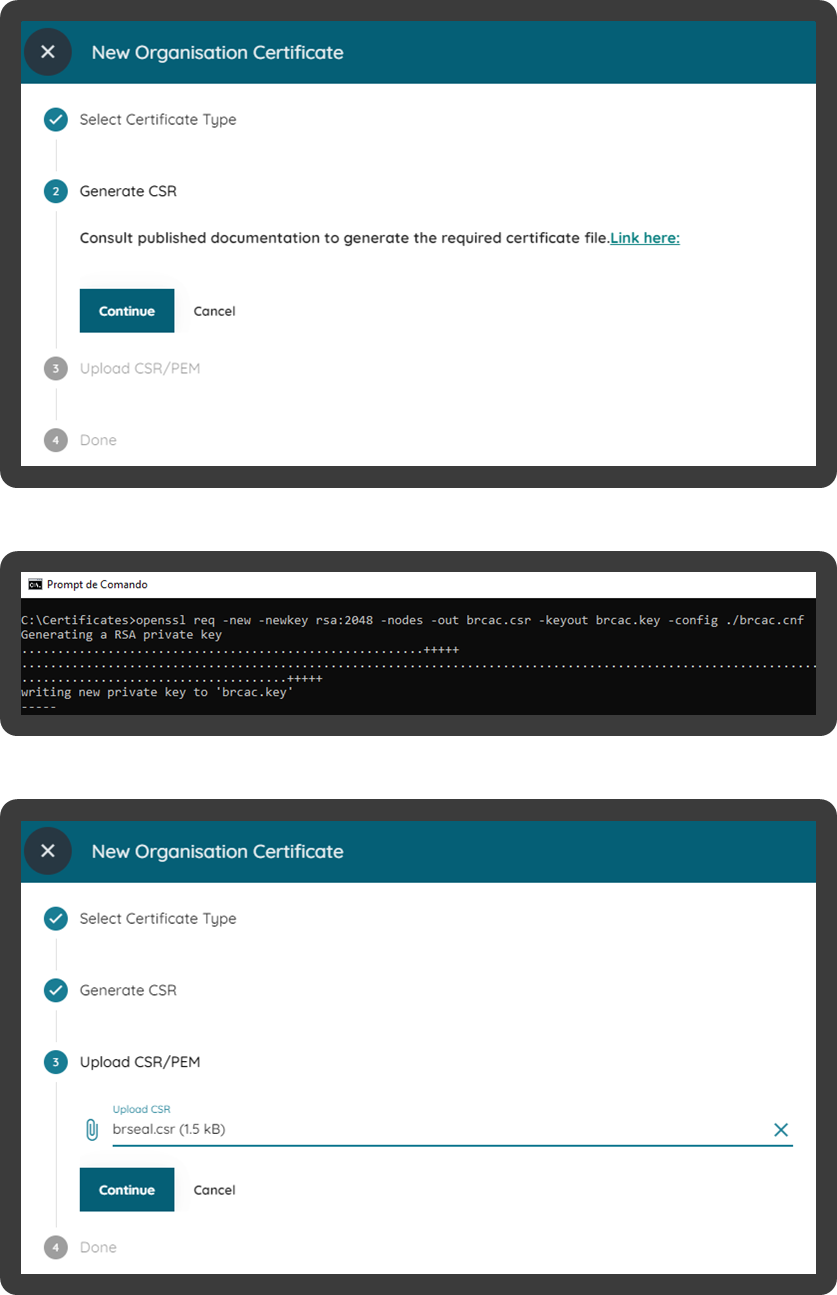 New Organisation Certificate
Select Certificate Type
2 Generate CSR
Consult published documentation to generate the required certificate file.Link here:
Continue Cancel
3 Upload CSR/PEM
4 Done
Prompt de Comando
C:\Certificates>openssl req -new -newkey rsa:2048 -nodes -out brcac.csr -keyout brcac.key -config ./brcac.cnf
Generating a RSA private key
........................................................+++++
...............................................................................................................
.....................................+++++
writing new private key to 'brcac.key'
-----
New Organisation Certificate
Select Certificate Type
Generate CSR
3 Upload CSR/PEM
Upload CSR
brseal.csr (1.5 kB)
Continue Cancel
4 Done